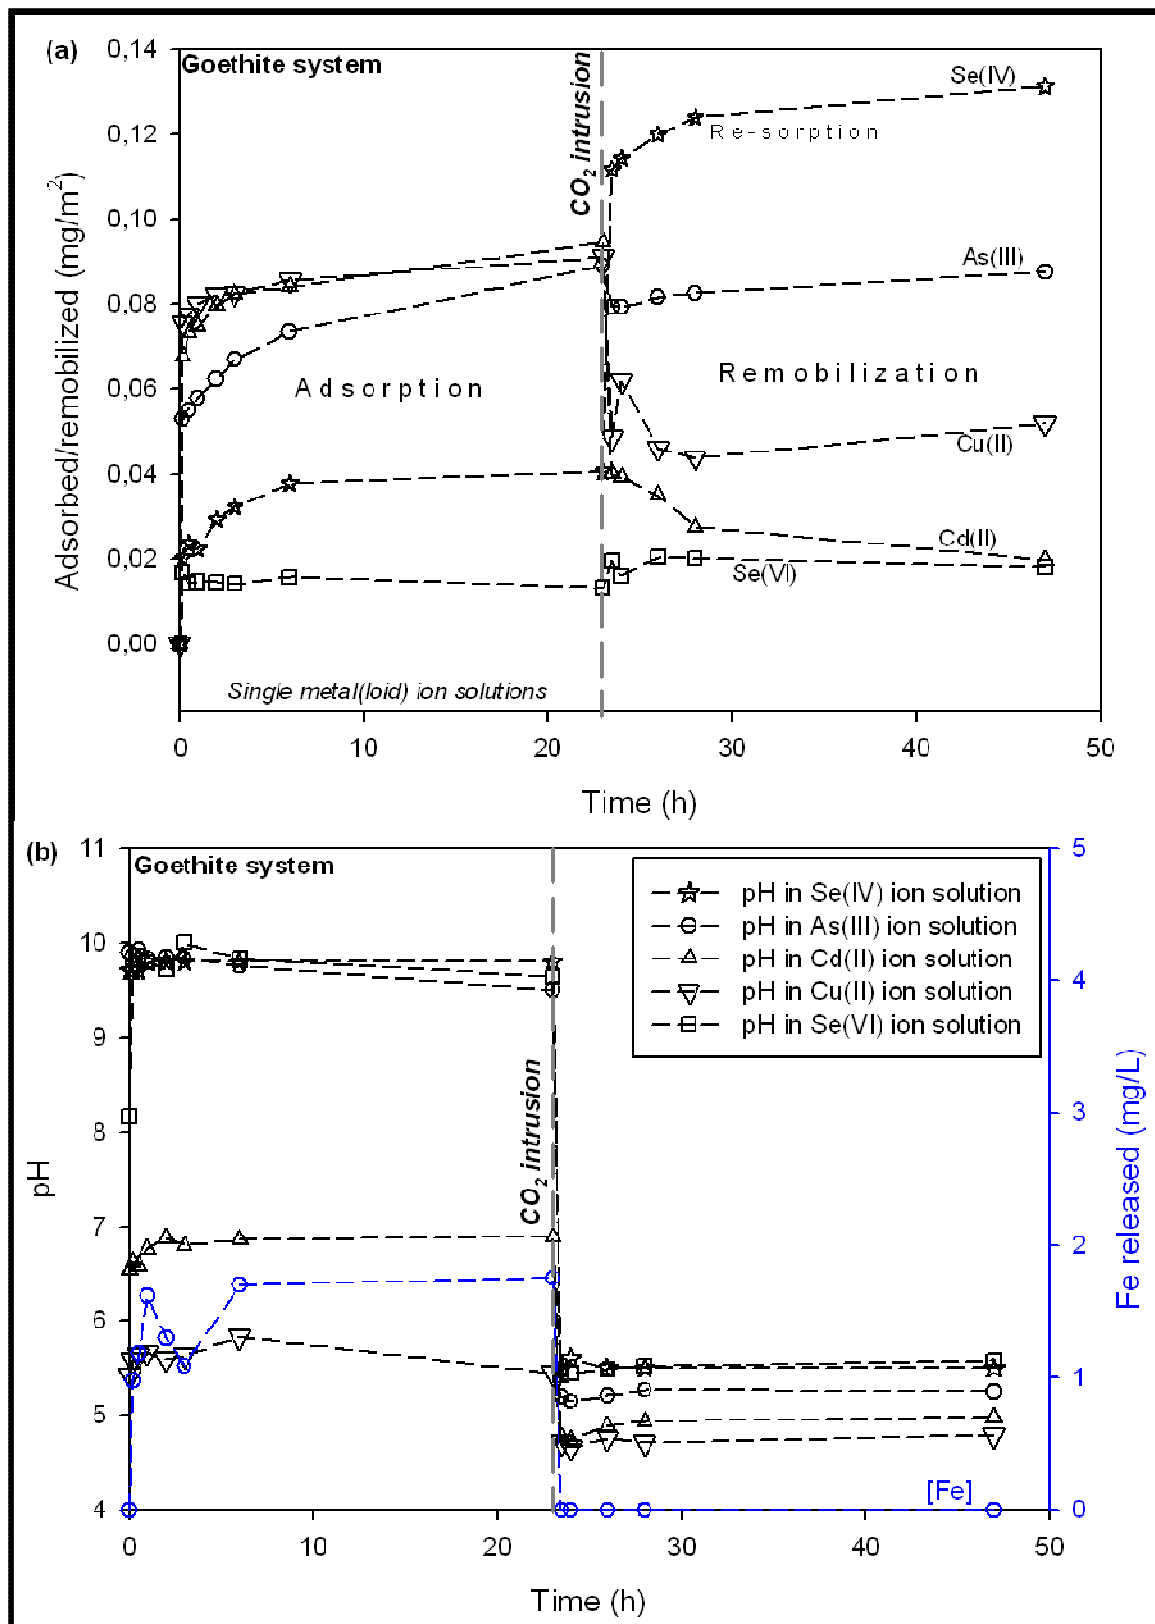 (a)
0,14
Goethite system
0,12
0,10
0,08
0,06
0,04
0,02
0,00
Adsorbed/remobilized (mg/m2)
CO2 intrusion
Se(IV)
Re-sorption
As(III)
Adsorption
Remobilization
Cu(II)
Cd(II)
Se(VI)
Single metal(loid) ion solutions
0 10 20 30 40 50
Time (h)
(b)
Goethite system
11
10
9
8
7
6
5
4
pH
CO2 intrusion
pH in Se(IV) ion solution
pH in As(III) ion solution
pH in Cd(II) ion solution
pH in Cu(II) ion solution
pH in Se(VI) ion solution
5
4
3
2
1
0
Fe released (mg/L)
[Fe]
0 10 20 30 40 50
Time (h)